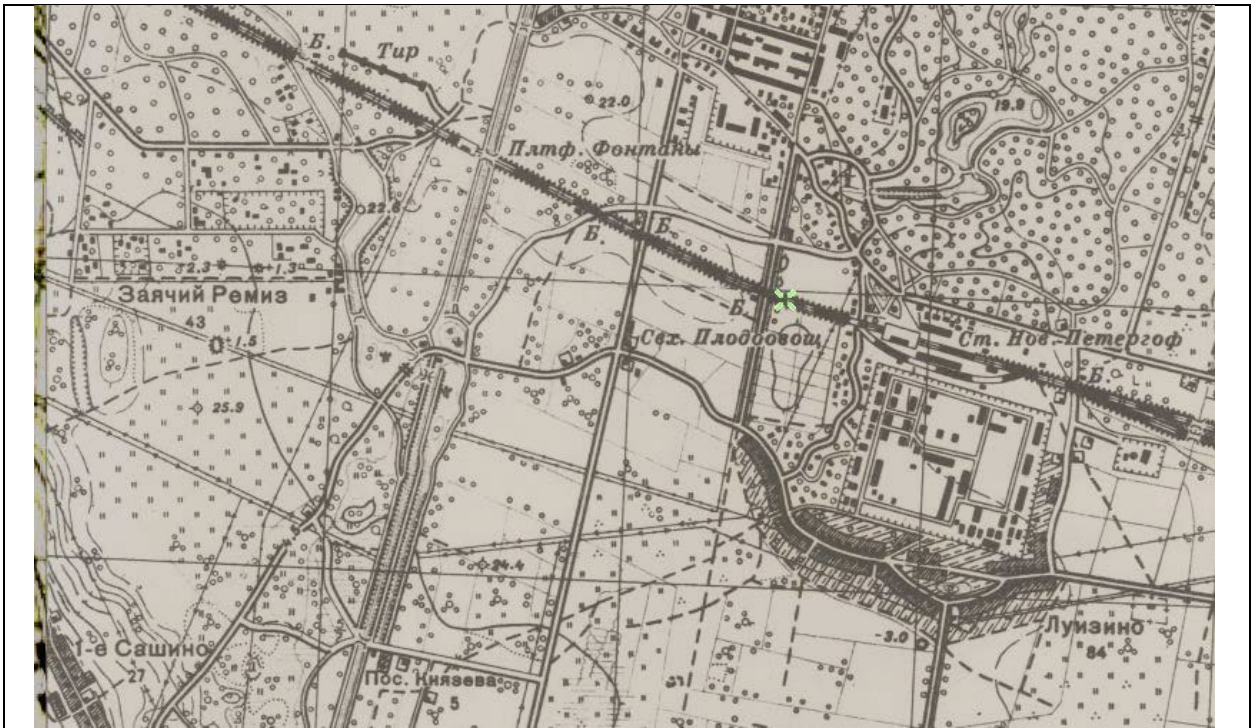 Б.
Тир
22.0
19.9
Плтф. Фонтаны
22.6
Б.
Б.
2.3
+1.3
Заячий Ремиз
43
Б.
+1.5
Свх. Плодоовощ
Ст. Нов. Петергоф
Б.
25.9
24.4
-3.0
Луизино
84
1-е Сашино
27
Пос. Князева
5